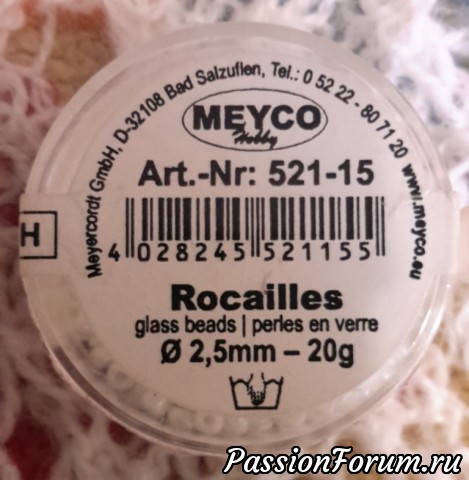 Meyercordt GmbH, D-32108 Bad Salzuflen, Tel.: 0 52 22 - 80 71 20 www.meyco.eu
MEYCO
Hobby
Art.-Nr: 521-15
4 028245 521155
H
Rocailles
glass beads | perles en verre
Ø 2,5mm – 20g
PassionForum.ru